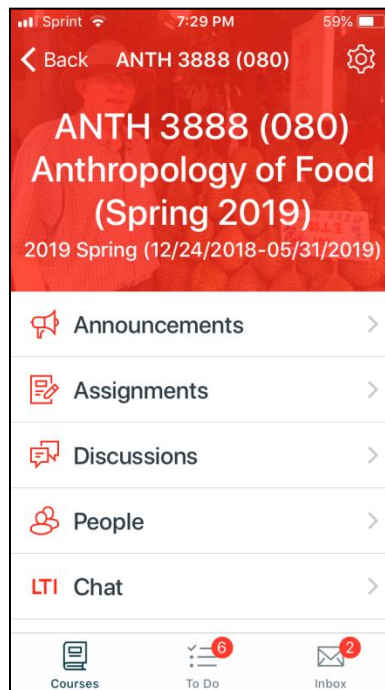 Sprint 7:29 PM 59%
Back ANTH 3888 (080)
ANTH 3888 (080)
Anthropology of Food
(Spring 2019)
2019 Spring (12/24/2018-05/31/2019)
Announcements
Assignments
Discussions
People
LTI Chat
6 2
Courses To Do Inbox